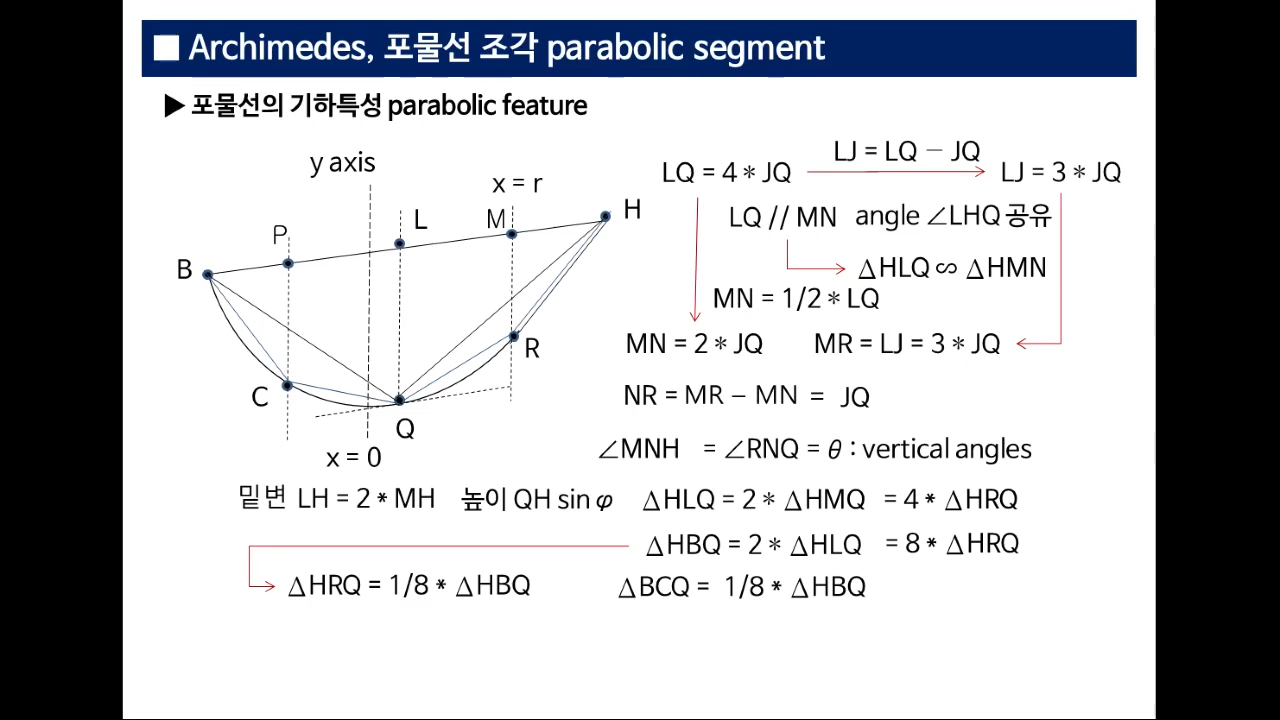 ■ Archimedes, 포물선 조각 parabolic segment
▶ 포물선의 기하특성 parabolic feature
y axis
x = r
P
L
M
H
B
C
Q
R
x = 0
LQ = 4 * JQ
LJ = LQ − JQ
LJ = 3 * JQ
LQ // MN angle ∠LHQ 공유
△HLQ ∽ △HMN
MN = 1/2 * LQ
MN = 2 * JQ MR = LJ = 3 * JQ
NR = MR − MN = JQ
∠MNH = ∠RNQ = θ : vertical angles
밑변 LH = 2 * MH 높이 QH sin φ △HLQ = 2 * △HMQ = 4 * △HRQ
△HBQ = 2 * △HLQ = 8 * △HRQ
△HRQ = 1/8 * △HBQ △BCQ = 1/8 * △HBQ